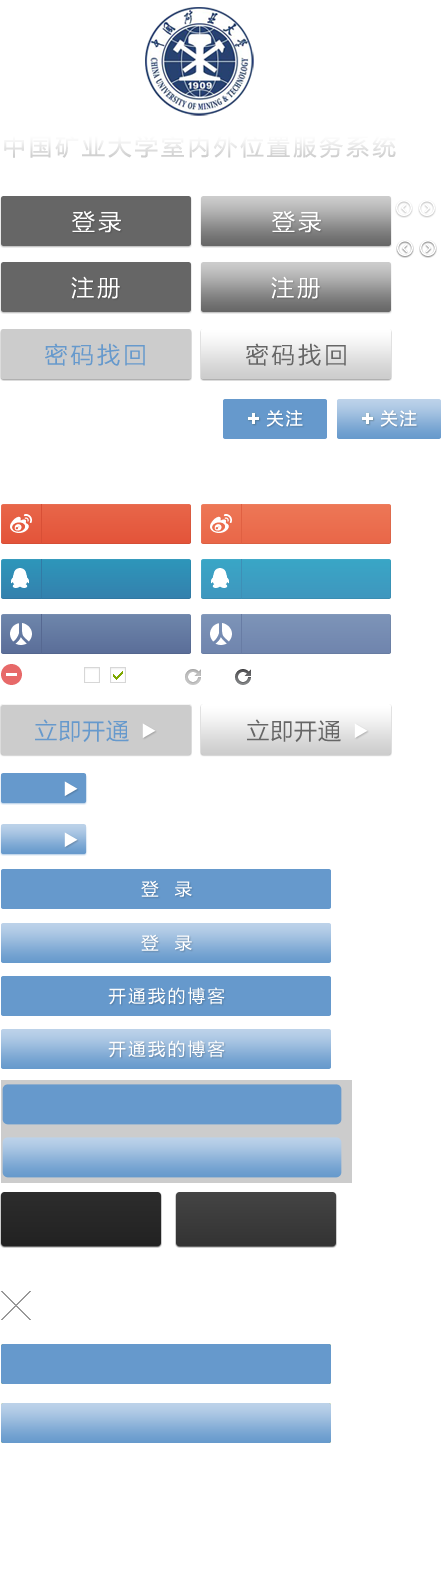 中国矿业大学
CHINA UNIVERSITY OF MINING & TECHNOLOGY
1909
中国矿业大学室内外位置服务系统
登录 登录
注册 注册
密码找回 密码找回
关注 关注
立即开通 立即开通
登 录
登 录
开通我的博客
开通我的博客